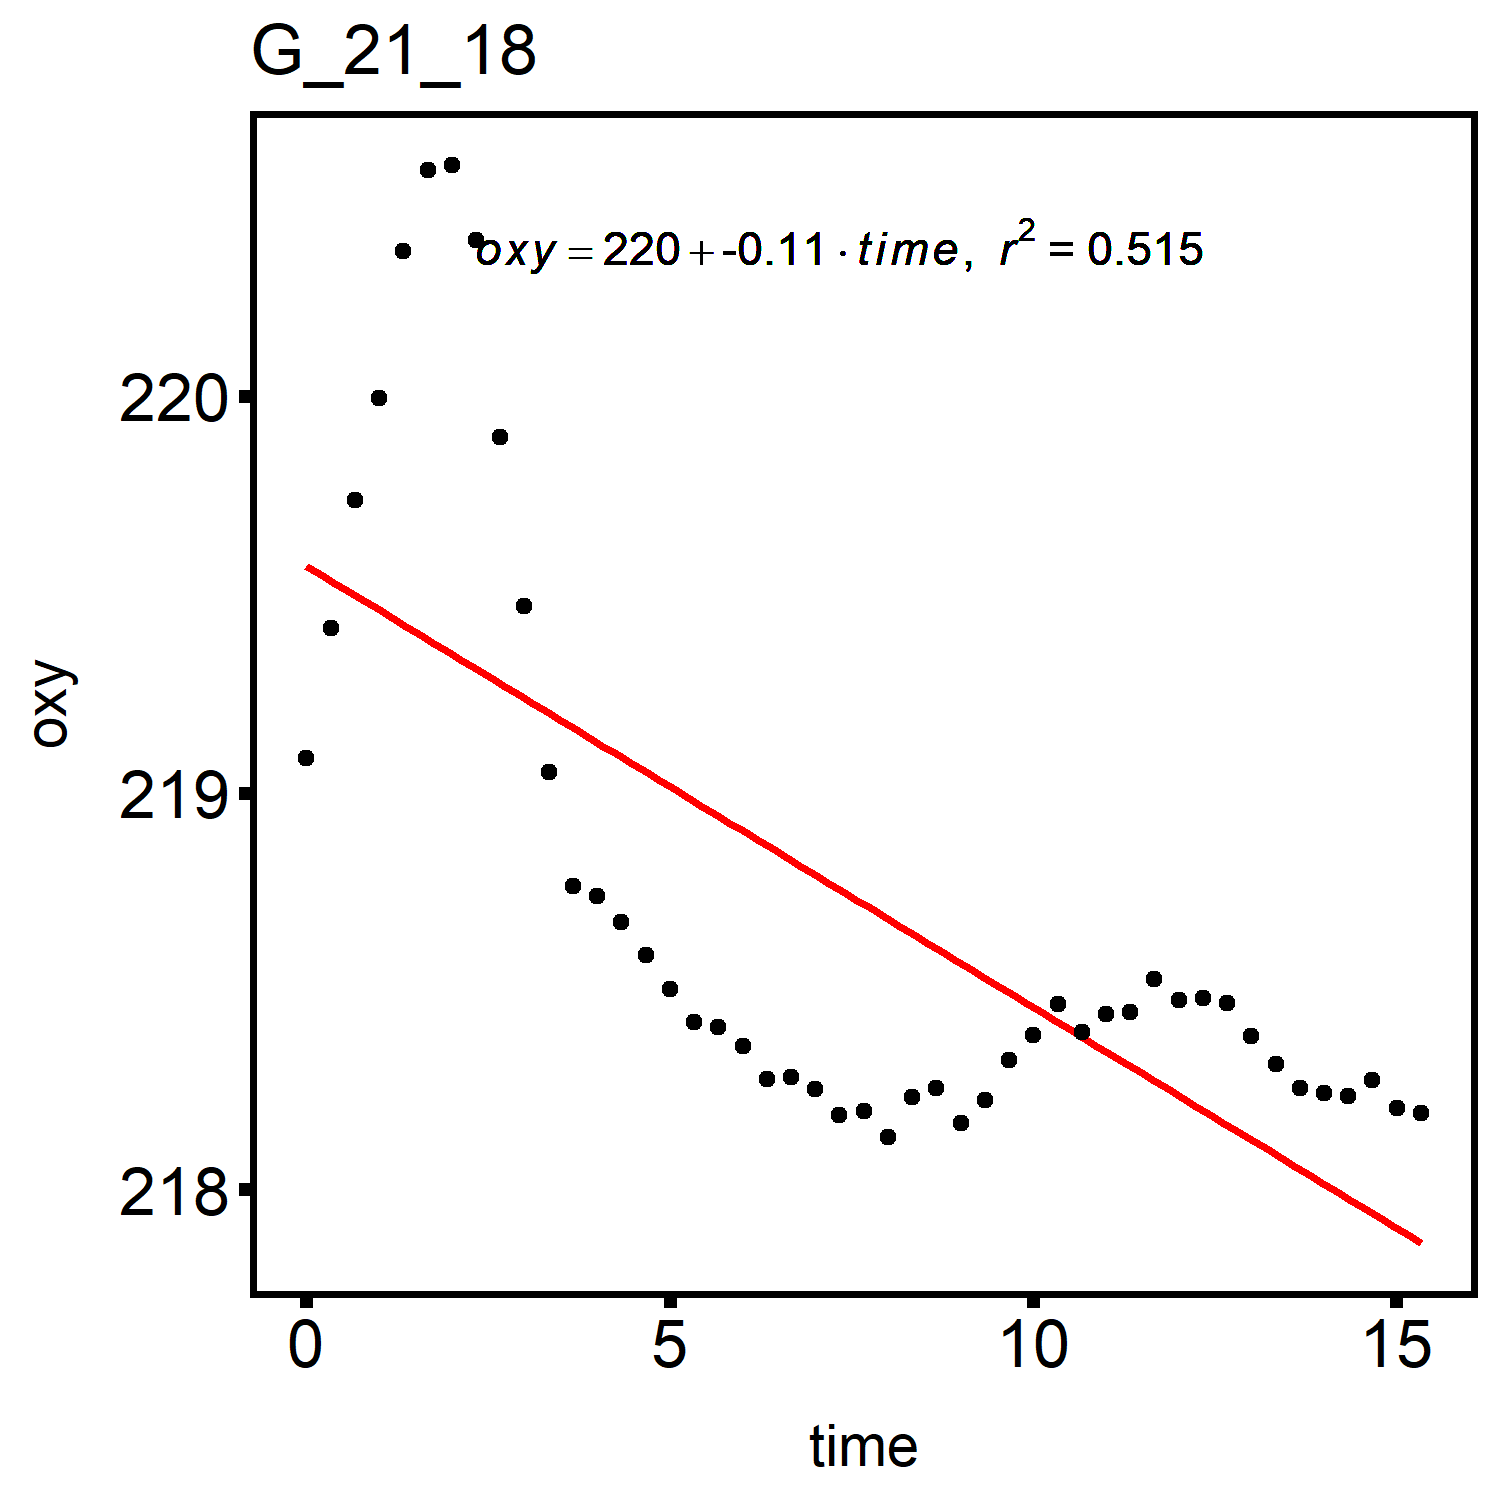 G_21_18
oxy = 220 + -0.11 · time, r² = 0.515
220
219
218
oxy
0 5 10 15
time